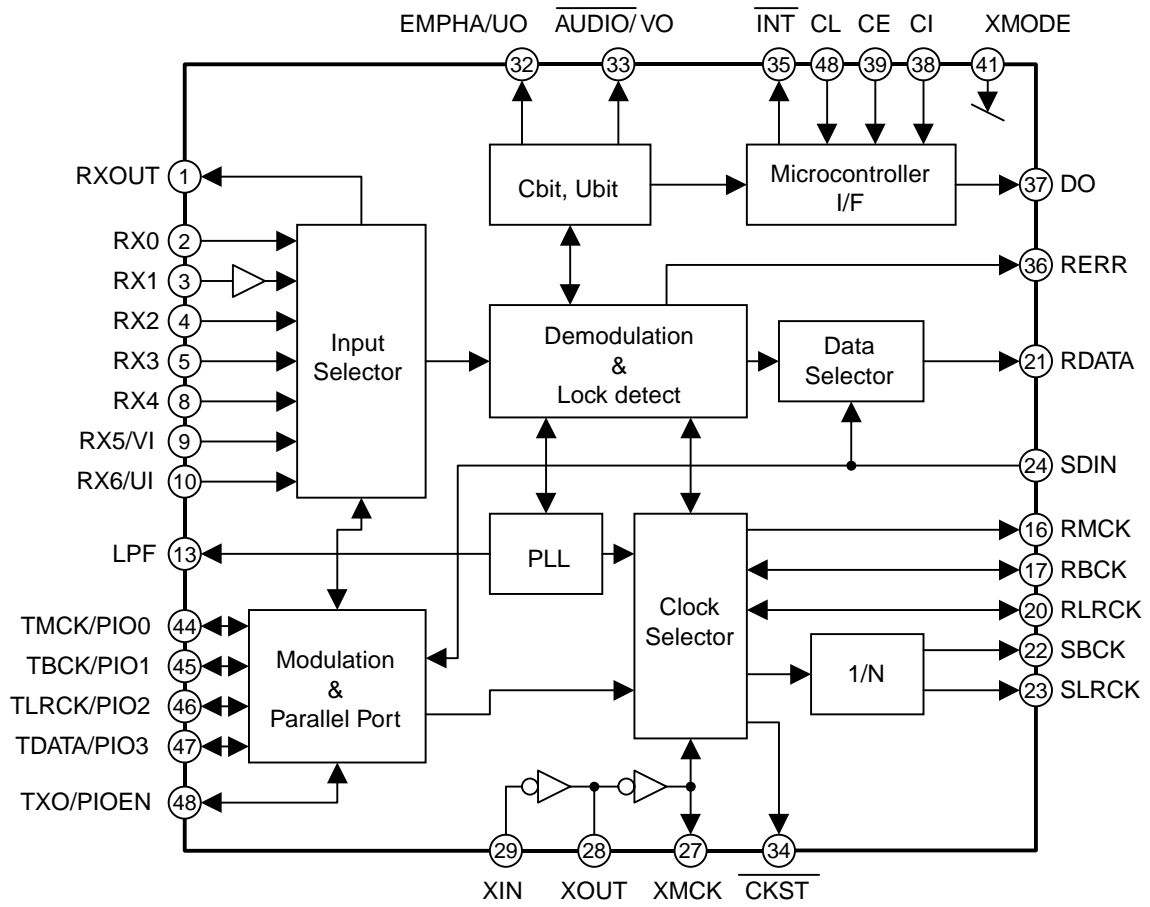 EMPHA/UO AUDIO/VO INT CL CE CI XMODE
32 33 35 48 39 38 41
RXOUT 1
Cbit, Ubit
Microcontroller
I/F
37 DO
RX0 2
RX1 3
RX2 4
RX3 5
RX4 8
RX5/VI 9
RX6/UI 10
Input
Selector
36 RERR
Demodulation
&
Lock detect
Data
Selector
21 RDATA
24 SDIN
LPF 13
PLL
Clock
Selector
16 RMCK
17 RBCK
20 RLRCK
22 SBCK
23 SLRCK
1/N
TMCK/PIO0 44
TBCK/PIO1 45
TLRCK/PIO2 46
TDATA/PIO3 47
TXO/PIOEN 48
Modulation
&
Parallel Port
29 28 27 34
XIN XOUT XMCK CKST